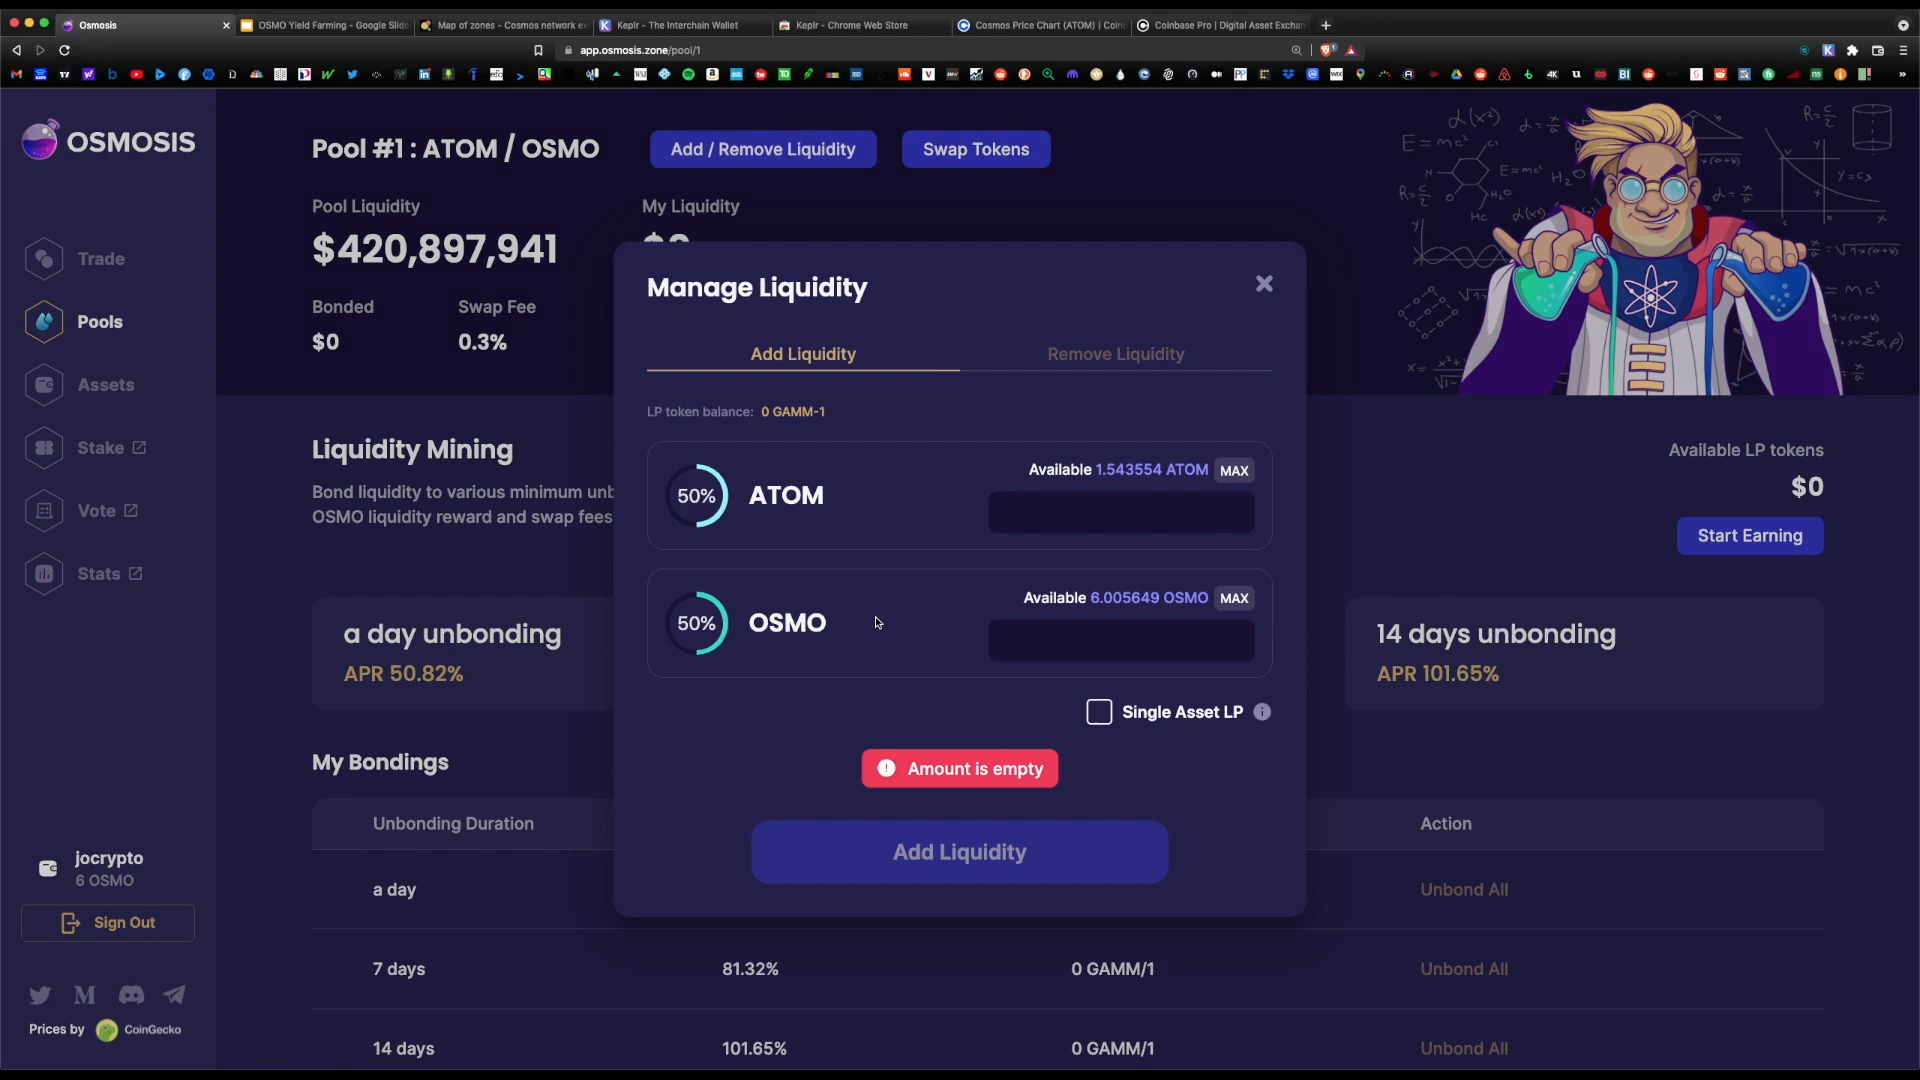 Osmosis
OSMO Yield Farming - Google Slide
Map of zones - Cosmos network e
Keplr - The Interchain Wallet
Keplr - Chrome Web Store
Cosmos Price Chart (ATOM) | Coin
Coinbase Pro | Digital Asset Exchan
app.osmosis.zone/pool/1
OSMOSIS
Trade
Pools
Assets
Stake
Vote
Stats
jocrypto
6 OSMO
Sign Out
Prices by CoinGecko
Pool #1 : ATOM / OSMO
Add / Remove Liquidity
Swap Tokens
Pool Liquidity
$420,897,941
My Liquidity
$0
Bonded
$0
Swap Fee
0.3%
Liquidity Mining
Bond liquidity to various minimum unb
OSMO liquidity reward and swap fees
Available LP tokens
$0
Start Earning
a day unbonding
APR 50.82%
14 days unbonding
APR 101.65%
My Bondings
Unbonding Duration
Action
a day
Unbond All
7 days
81.32%
0 GAMM/1
Unbond All
14 days
101.65%
0 GAMM/1
Unbond All
Manage Liquidity
Add Liquidity
Remove Liquidity
LP token balance: 0 GAMM-1
50%
ATOM
Available 1.543554 ATOM
MAX
50%
OSMO
Available 6.005649 OSMO
MAX
Single Asset LP
Amount is empty
Add Liquidity